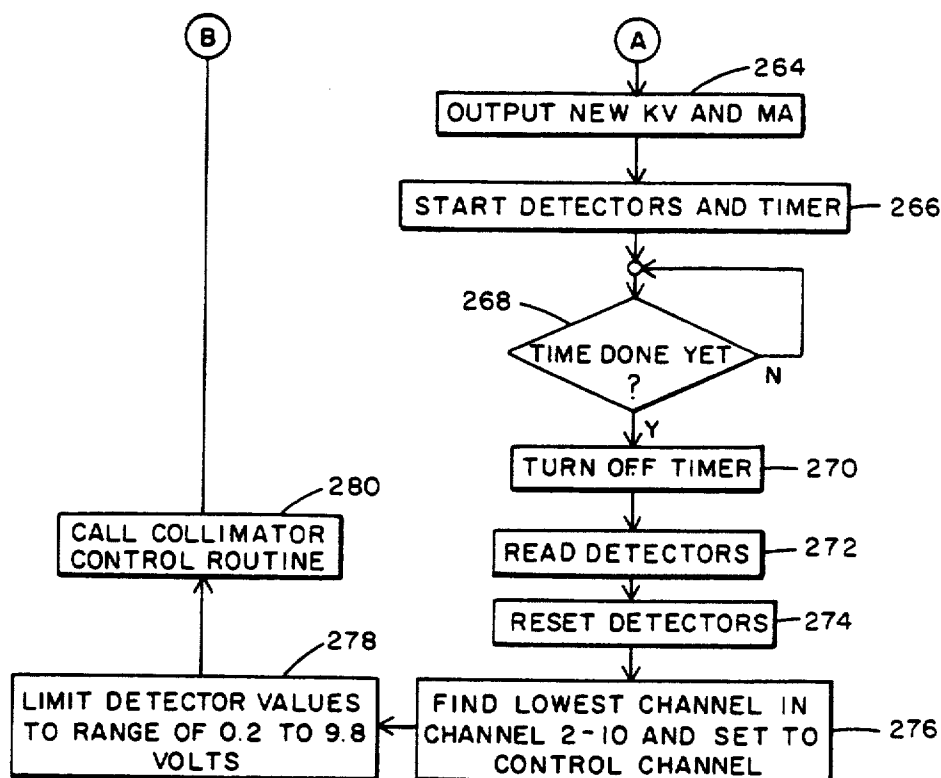 B
A
264
OUTPUT NEW KV AND MA
START DETECTORS AND TIMER
266
268
TIME DONE YET
?
N
Y
TURN OFF TIMER
270
280
CALL COLLIMATOR
CONTROL ROUTINE
READ DETECTORS
272
RESET DETECTORS
274
278
LIMIT DETECTOR VALUES
TO RANGE OF 0.2 TO 9.8
VOLTS
FIND LOWEST CHANNEL IN
CHANNEL 2-10 AND SET TO
CONTROL CHANNEL
276